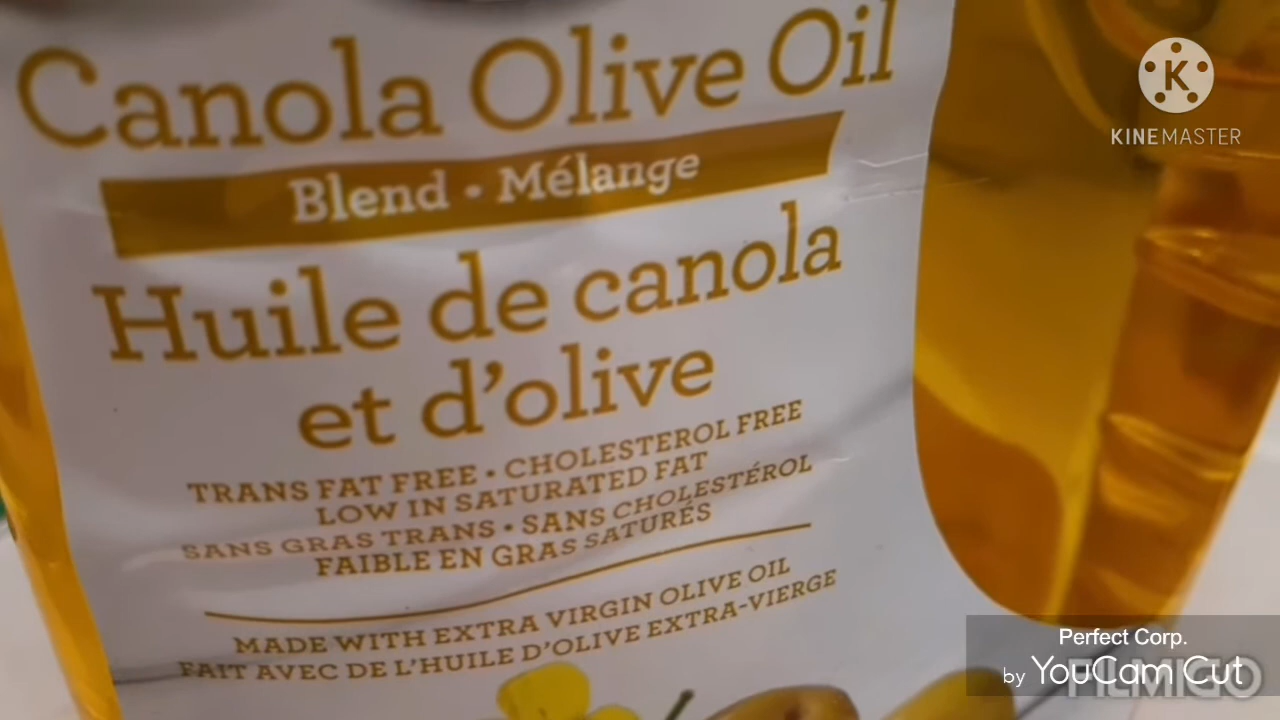 Canola Olive Oil
Blend • Mélange
Huile de canola
et d'olive
TRANS FAT FREE • CHOLESTEROL FREE
LOW IN SATURATED FAT
SANS GRAS TRANS • SANS CHOLESTÉROL
FAIBLE EN GRAS SATURÉS
MADE WITH EXTRA VIRGIN OLIVE OIL
FAIT AVEC DE L'HUILE D'OLIVE EXTRA-VIERGE
K
KINEMASTER
Perfect Corp.
by YouCam Cut
FILMIGO